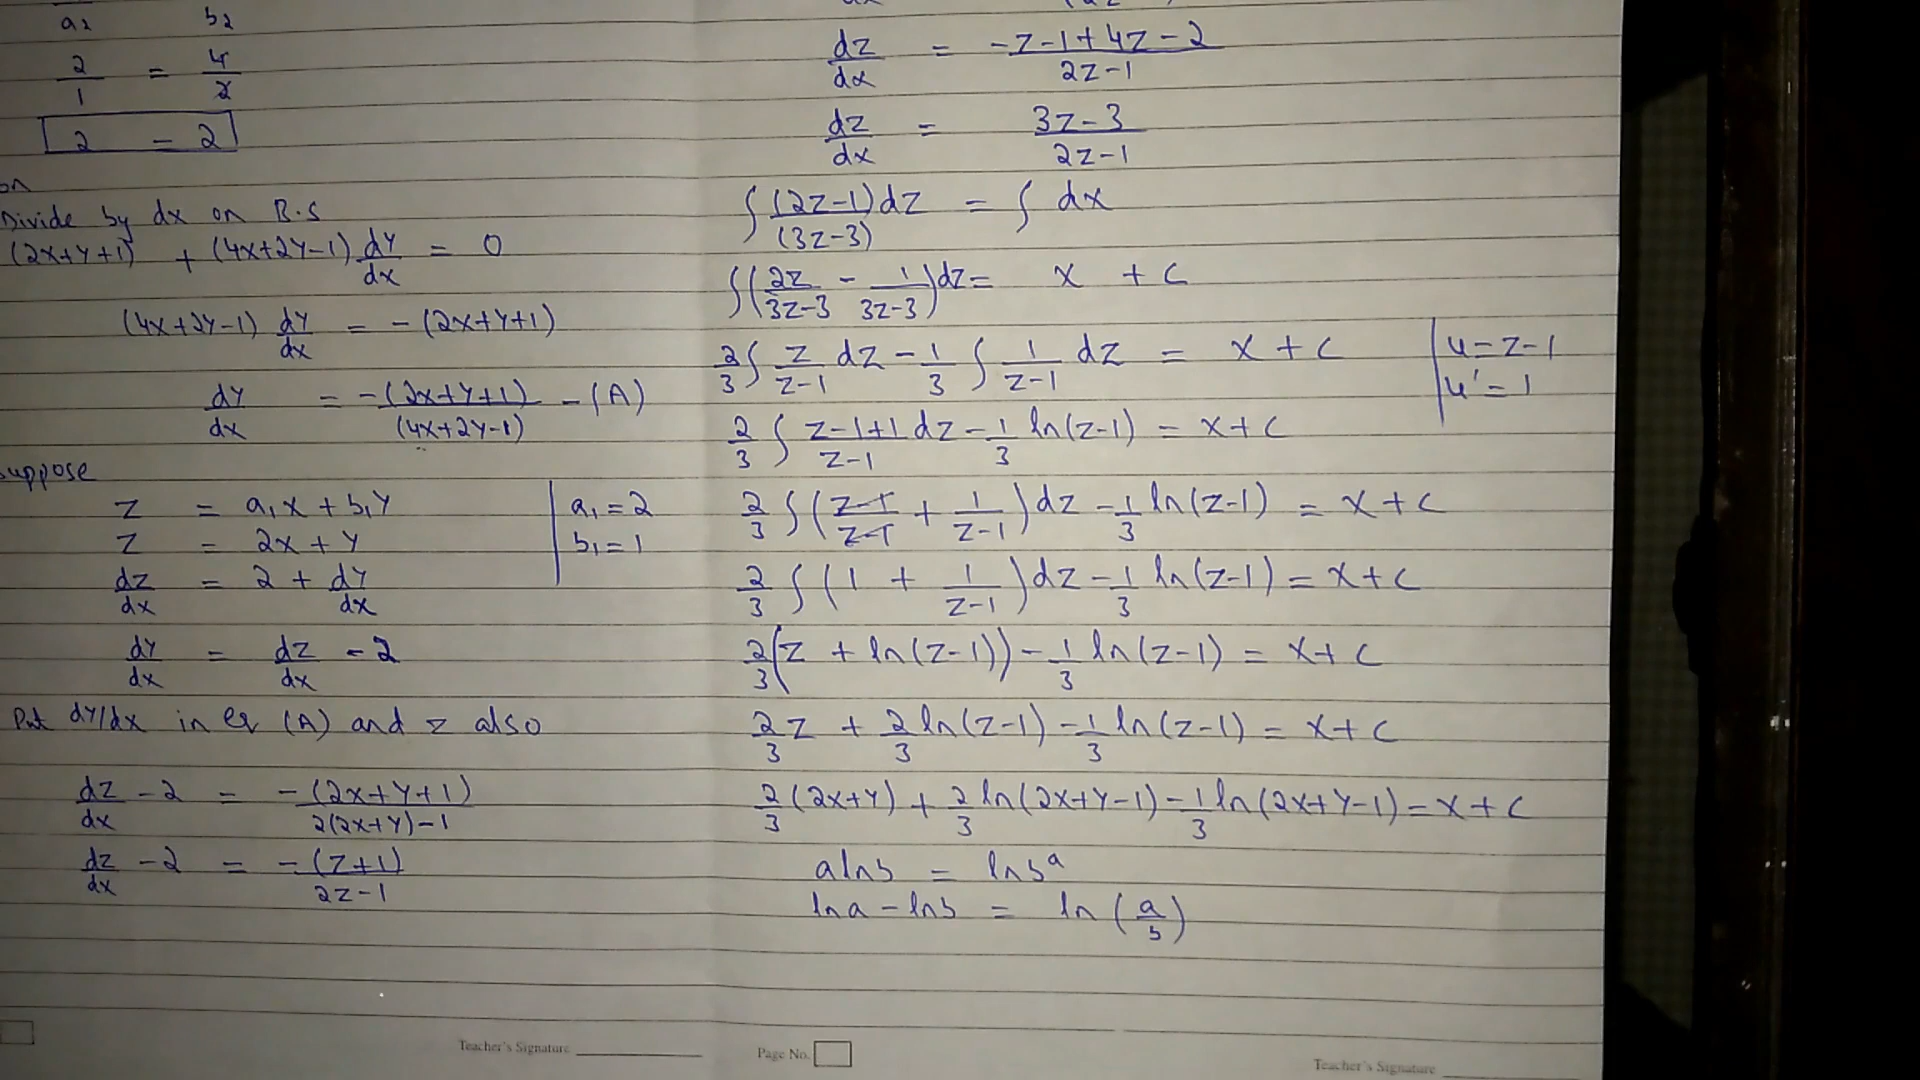 a₂ b₂
2/1 = 4/2
2 = 2
on
Divide by dx on B.S
(2x+y+1) + (4x+2y-1) dy/dx = 0
(4x+2y-1) dy/dx = -(2x+y+1)
dy/dx = -(2x+y+1)/(4x+2y-1) - (A)
suppose
z = a₁x + b₁y | a₁ = 2
z = 2x + y | b₁ = 1
dz/dx = 2 + dy/dx
dy/dx = dz/dx - 2
Put dy/dx in eq (A) and z also
dz/dx - 2 = -(2x+y+1)/(2(2x+y)-1)
dz/dx - 2 = -(z+1)/(2z-1)
Teacher's Signature
dz/dx = (-z-1+4z-2)/(2z-1)
dz/dx = (3z-3)/(2z-1)
∫ (2z-1)dz/(3z-3) = ∫ dx
∫(2z/(3z-3) - 1/(3z-3))dz = x + c
2/3 ∫ z/(z-1) dz - 1/3 ∫ 1/(z-1) dz = x + c | u = z-1
| u' = 1
2/3 ∫ (z-1+1)/(z-1) dz - 1/3 ln(z-1) = x + c
2/3 ∫ ((z-1)/(z-1) + 1/(z-1))dz - 1/3 ln(z-1) = x + c
2/3 ∫ (1 + 1/(z-1))dz - 1/3 ln(z-1) = x + c
2/3 (z + ln(z-1)) - 1/3 ln(z-1) = x + c
2/3 z + 2/3 ln(z-1) - 1/3 ln(z-1) = x + c
2/3 (2x+y) + 2/3 ln(2x+y-1) - 1/3 ln(2x+y-1) = x + c
a ln b = ln bᵃ
ln a - ln b = ln (a/b)
Page No.
Teacher's Signature